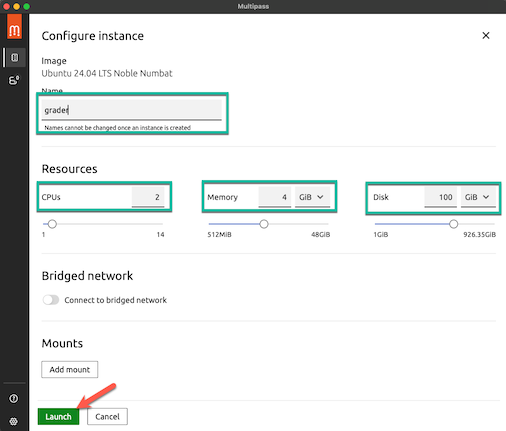 Multipass
Configure instance
Image
Ubuntu 24.04 LTS Noble Numbat
Name
grader
Names cannot be changed once an instance is created
Resources
CPUs 2 Memory 4 GiB Disk 100 GiB
1 14 512MiB 48GiB 1GiB 926.35GiB
Bridged network
Connect to bridged network
Mounts
Add mount
Launch Cancel